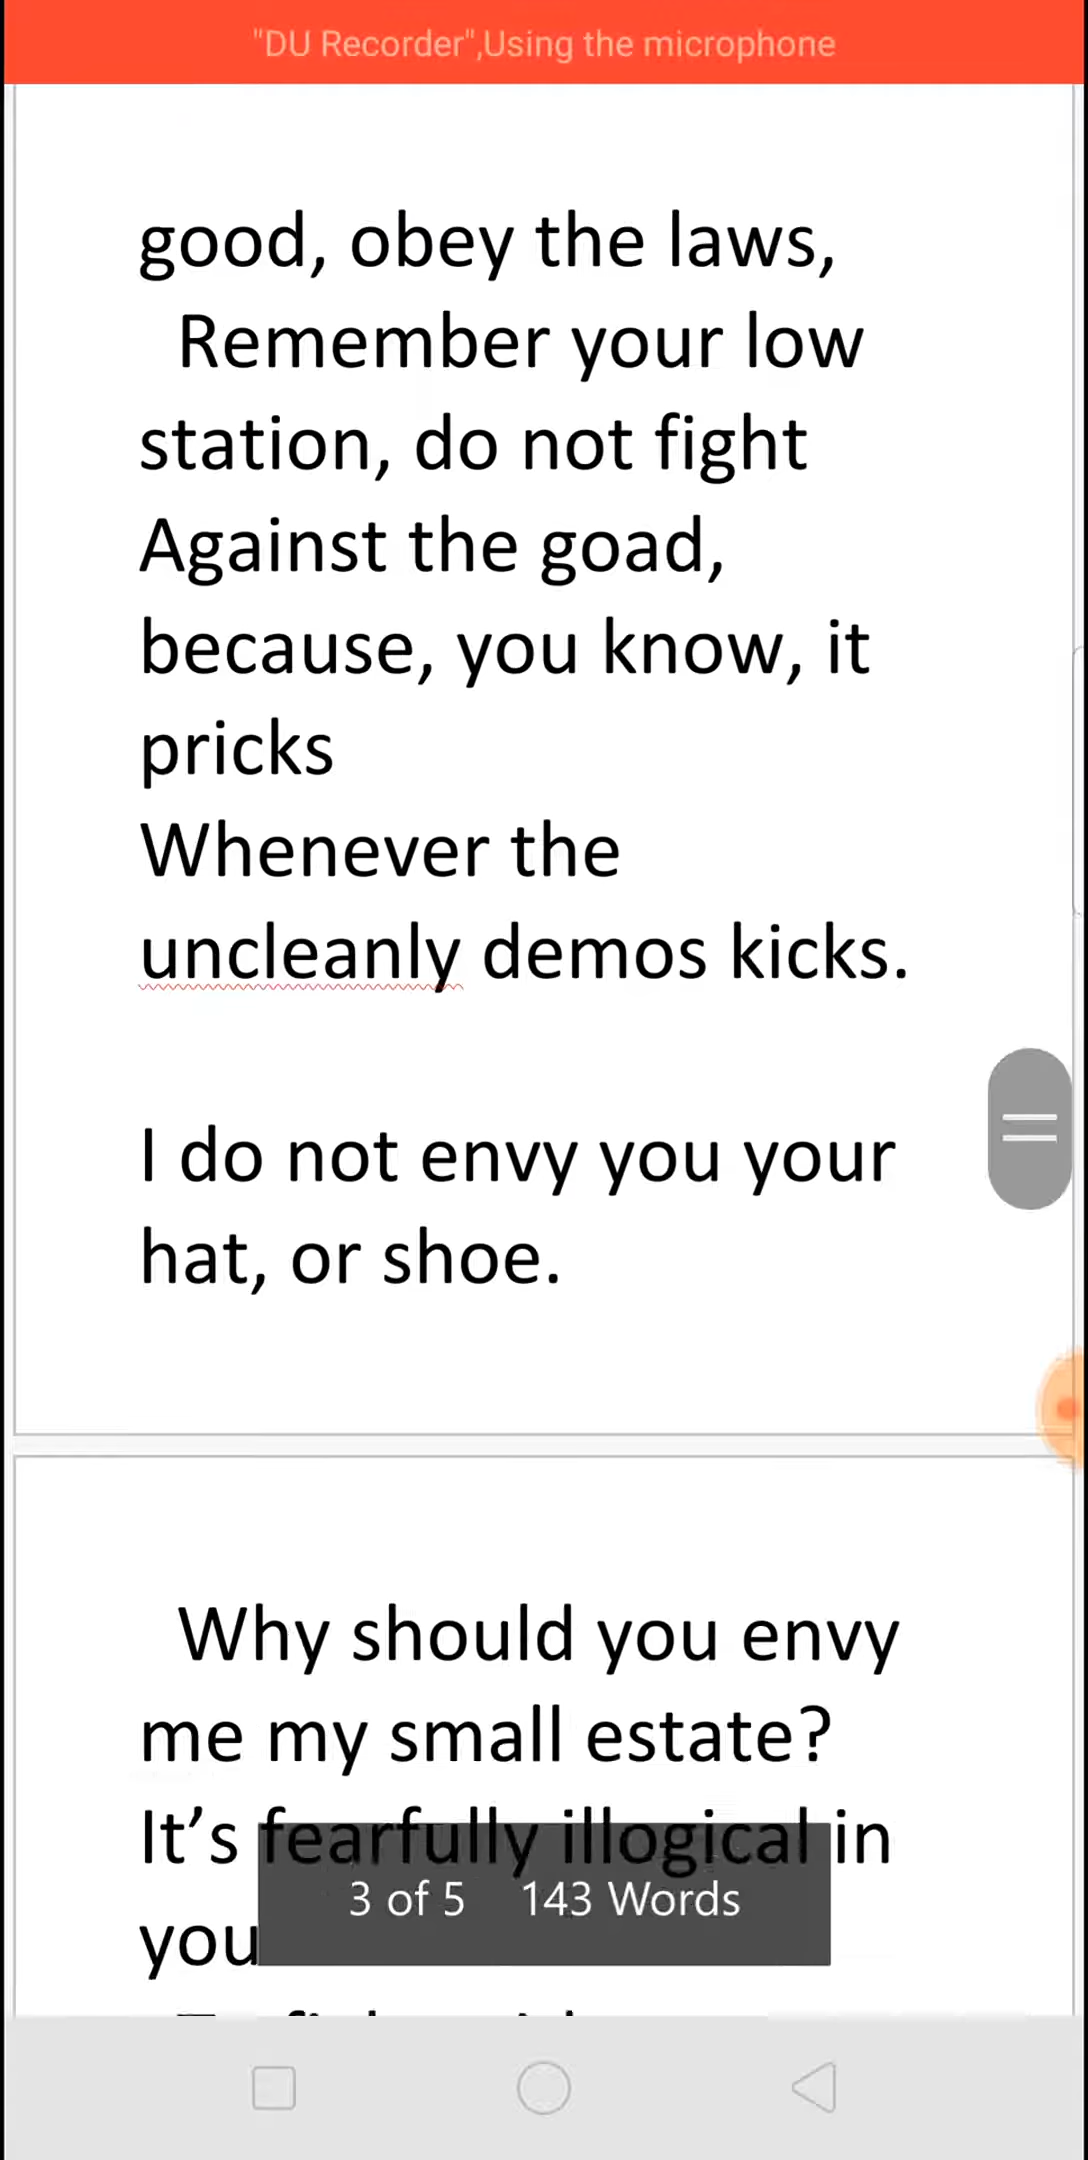 "DU Recorder",Using the microphone
good, obey the laws,
Remember your low
station, do not fight
Against the goad,
because, you know, it
pricks
Whenever the
uncleanly demos kicks.
I do not envy you your
hat, or shoe.
Why should you envy
me my small estate?
It’s fearfully illogical in
you
3 of 5 143 Words